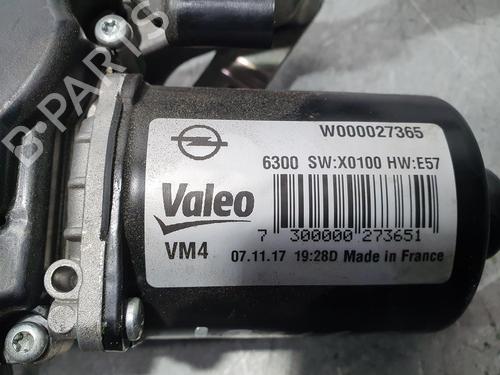 W000027365
6300 SW:X0100 HW:E57
Valeo
7 300000 273651
VM4
07.11.17 19:28D Made in France
B-PARTS